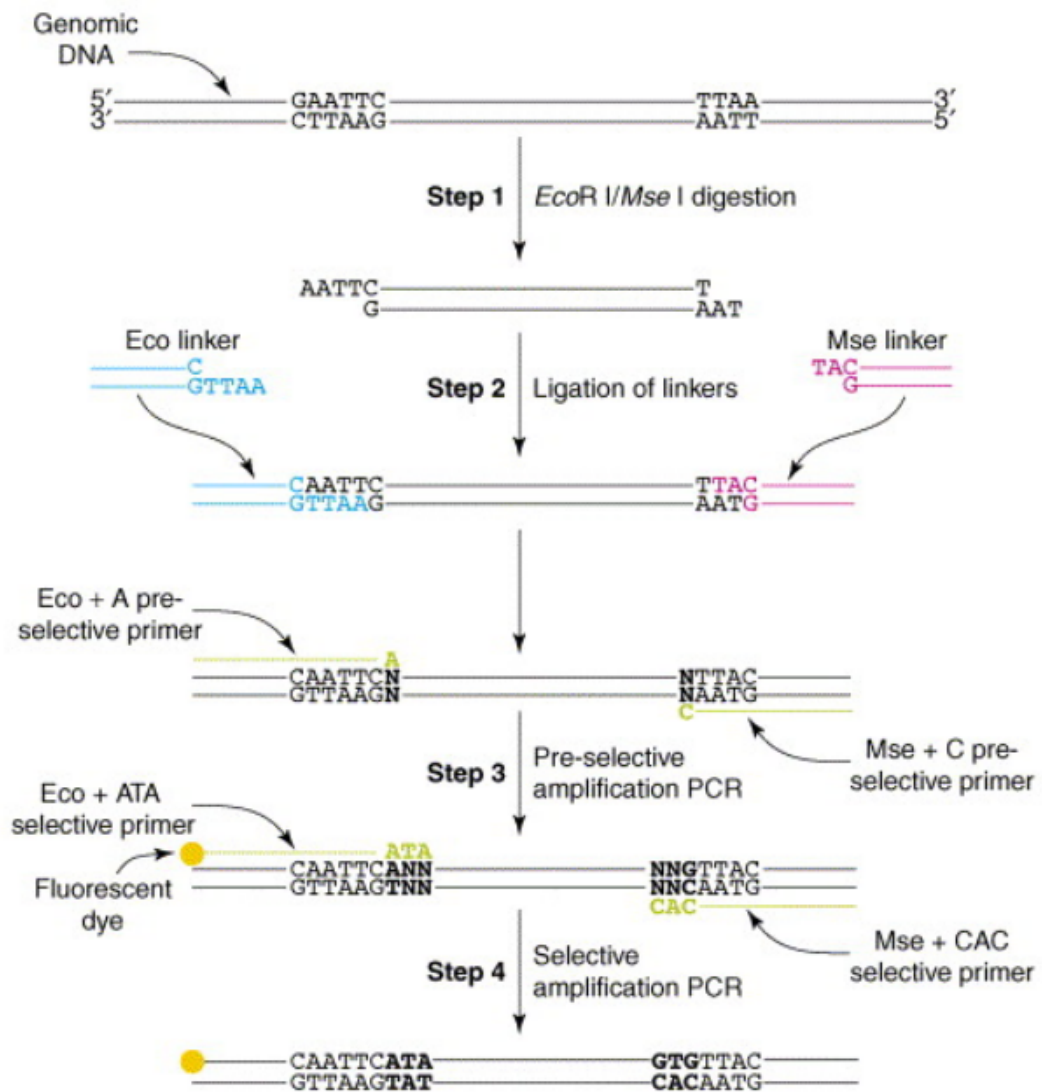 Genomic
DNA
5′ GAATTC TTAA 3′
3′ CTTAAG AATT 5′
Step 1 EcoR I/Mse I digestion
AATTC T
G AAT
Eco linker
C
GTTAA
Mse linker
TAC
G
Step 2 Ligation of linkers
CAATTC TTAC
GTTAAG AATG
Eco + A pre-
selective primer
A
CAATTCN NTTAC
GTTAAGN NAATG
C
Mse + C pre-
selective primer
Step 3 Pre-selective
amplification PCR
Eco + ATA
selective primer
ATA
CAATTCANN NNGTTAC
GTTAAGTNN NNCAATG
CAC
Fluorescent
dye
Mse + CAC
selective primer
Step 4 Selective
amplification PCR
CAATTCATA GTGTTAC
GTTAAGTAT CACAATG